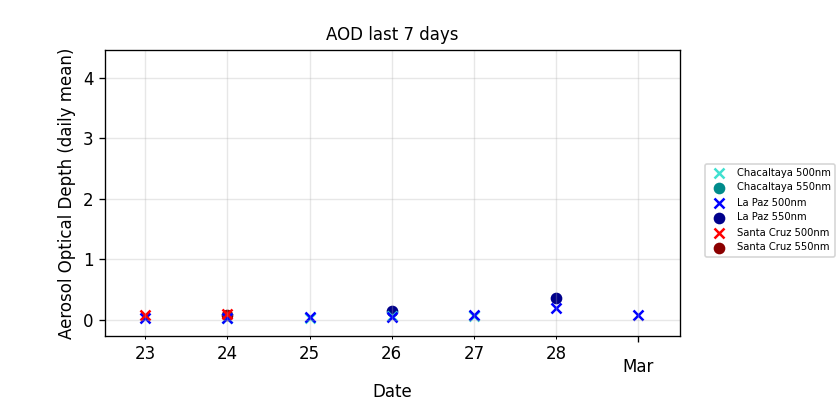 AOD last 7 days
Aerosol Optical Depth (daily mean)
4
3
2
1
0
23 24 25 26 27 28 Mar
Date
Chacaltaya 500nm
Chacaltaya 550nm
La Paz 500nm
La Paz 550nm
Santa Cruz 500nm
Santa Cruz 550nm